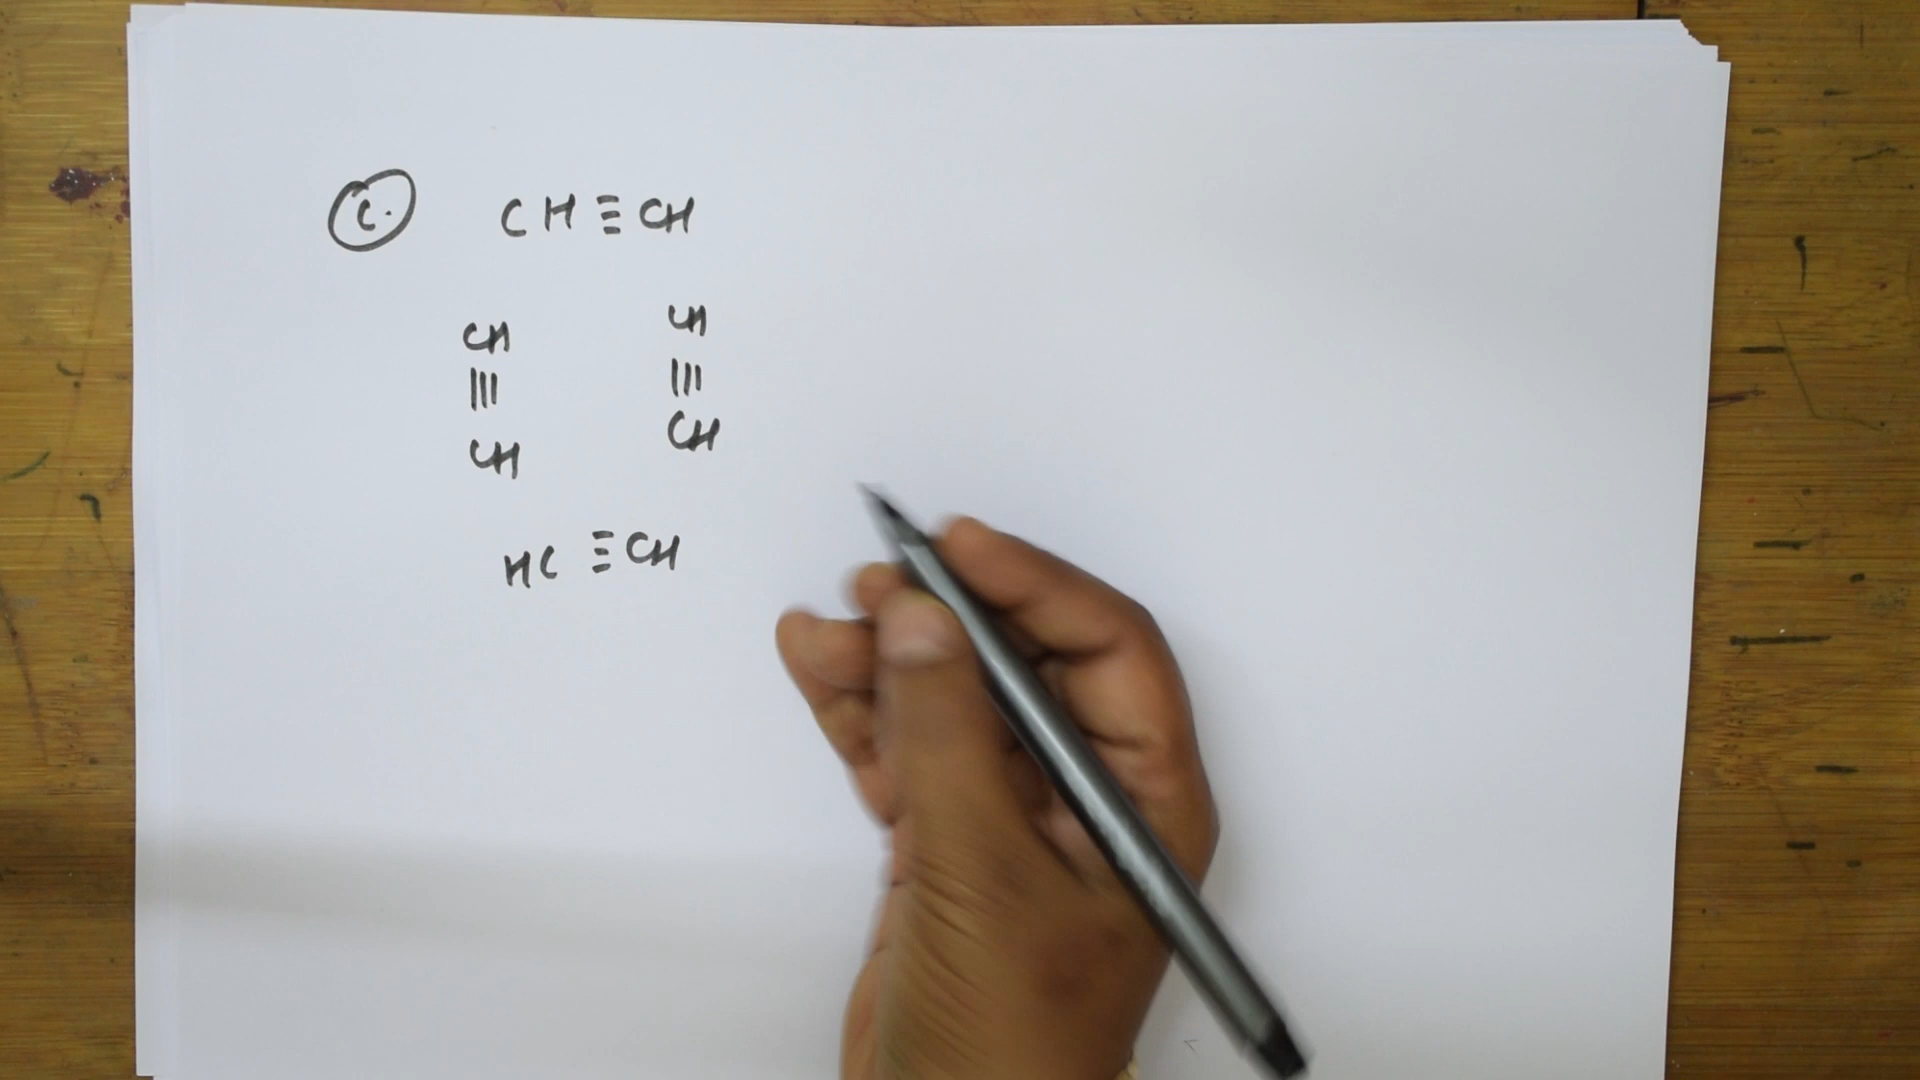 C. CH ≡ CH
CH CH
||| |||
CH CH
HC ≡ CH